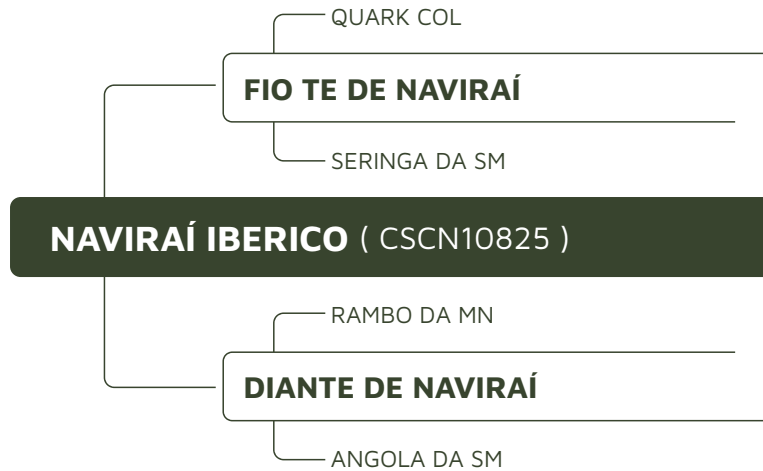 QUARK COL
FIO TE DE NAVIRAÍ
SERINGA DA SM
NAVIRAÍ IBERICO ( CSCN10825 )
RAMBO DA MN
DIANTE DE NAVIRAÍ
ANGOLA DA SM